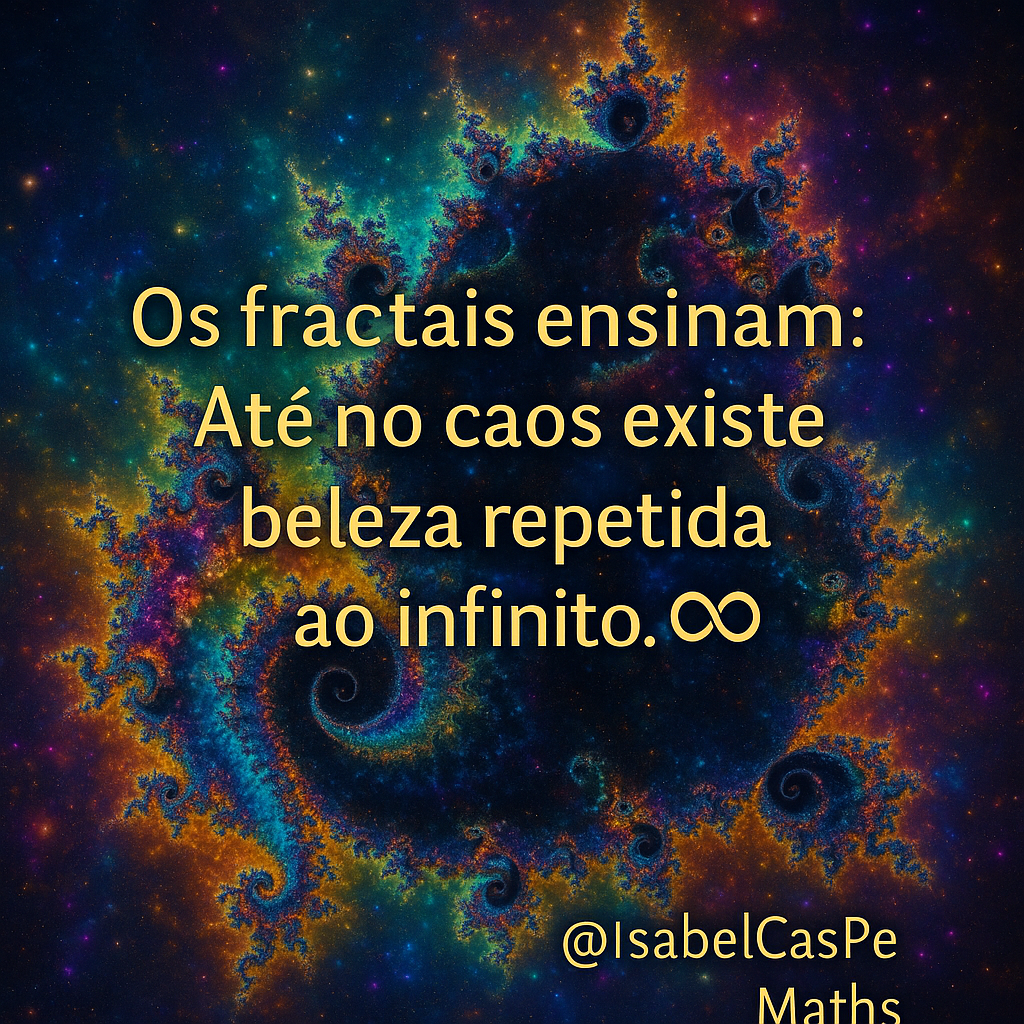 Os fractais ensinam:
Até no caos existe
beleza repetida
ao infinito. ∞
@IsabelCasPe
Maths